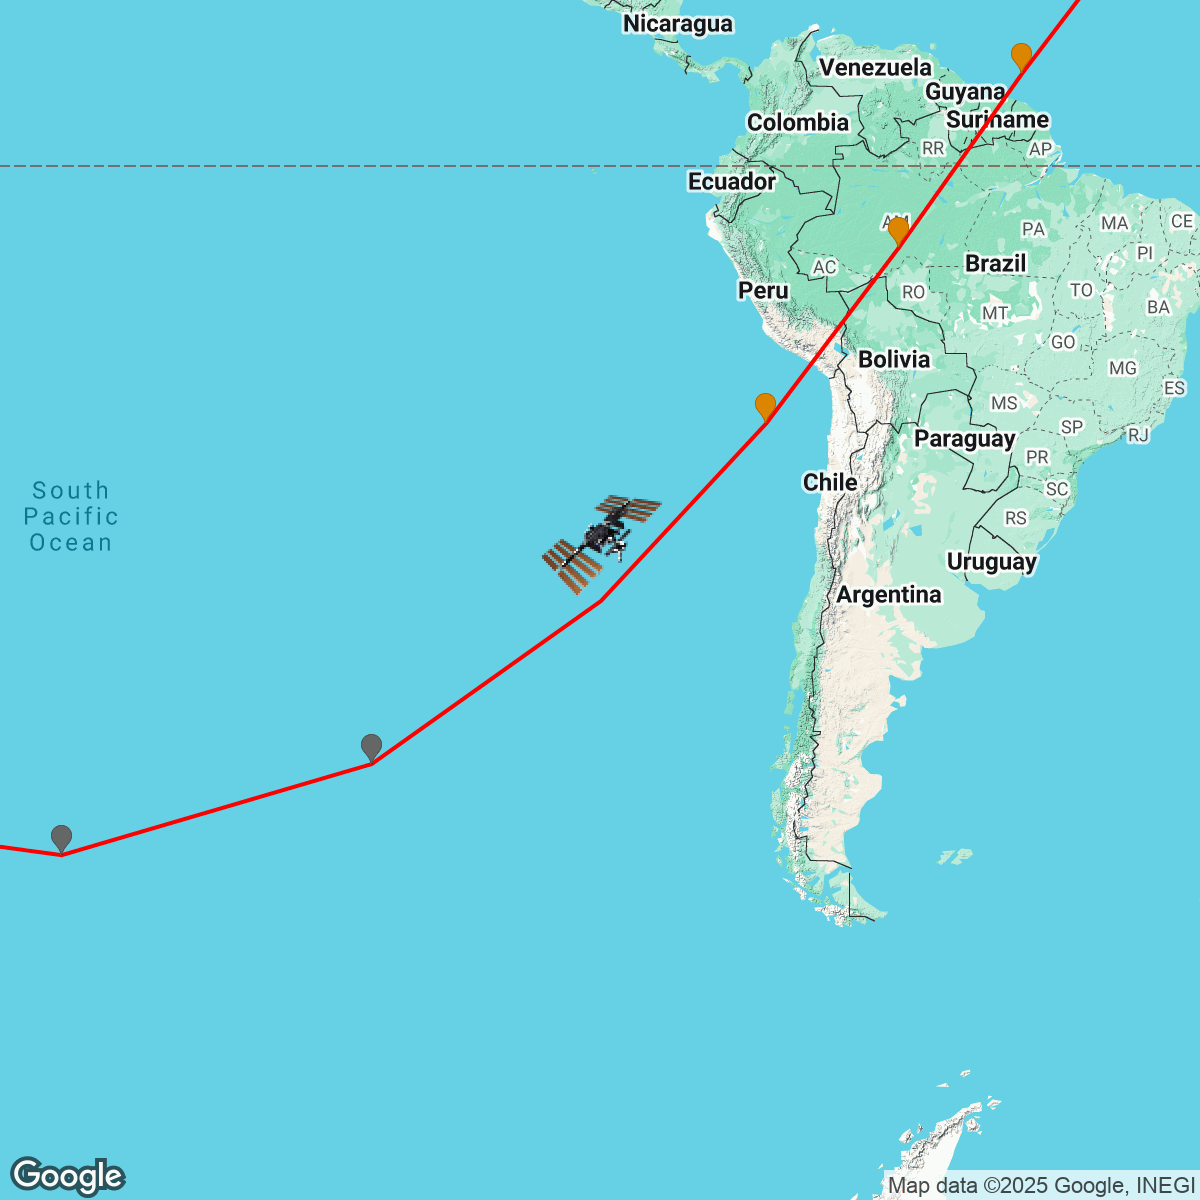 Nicaragua
Venezuela
Guyana
Colombia
Suriname
RR
AP
Ecuador
AM
PA
MA
CE
PI
Brazil
AC
Peru
RO
TO
BA
MT
GO
Bolivia
MG
ES
MS
SP
RJ
Paraguay
PR
Chile
SC
South
Pacific
Ocean
RS
Uruguay
Argentina
Google
Map data ©2025 Google, INEGI